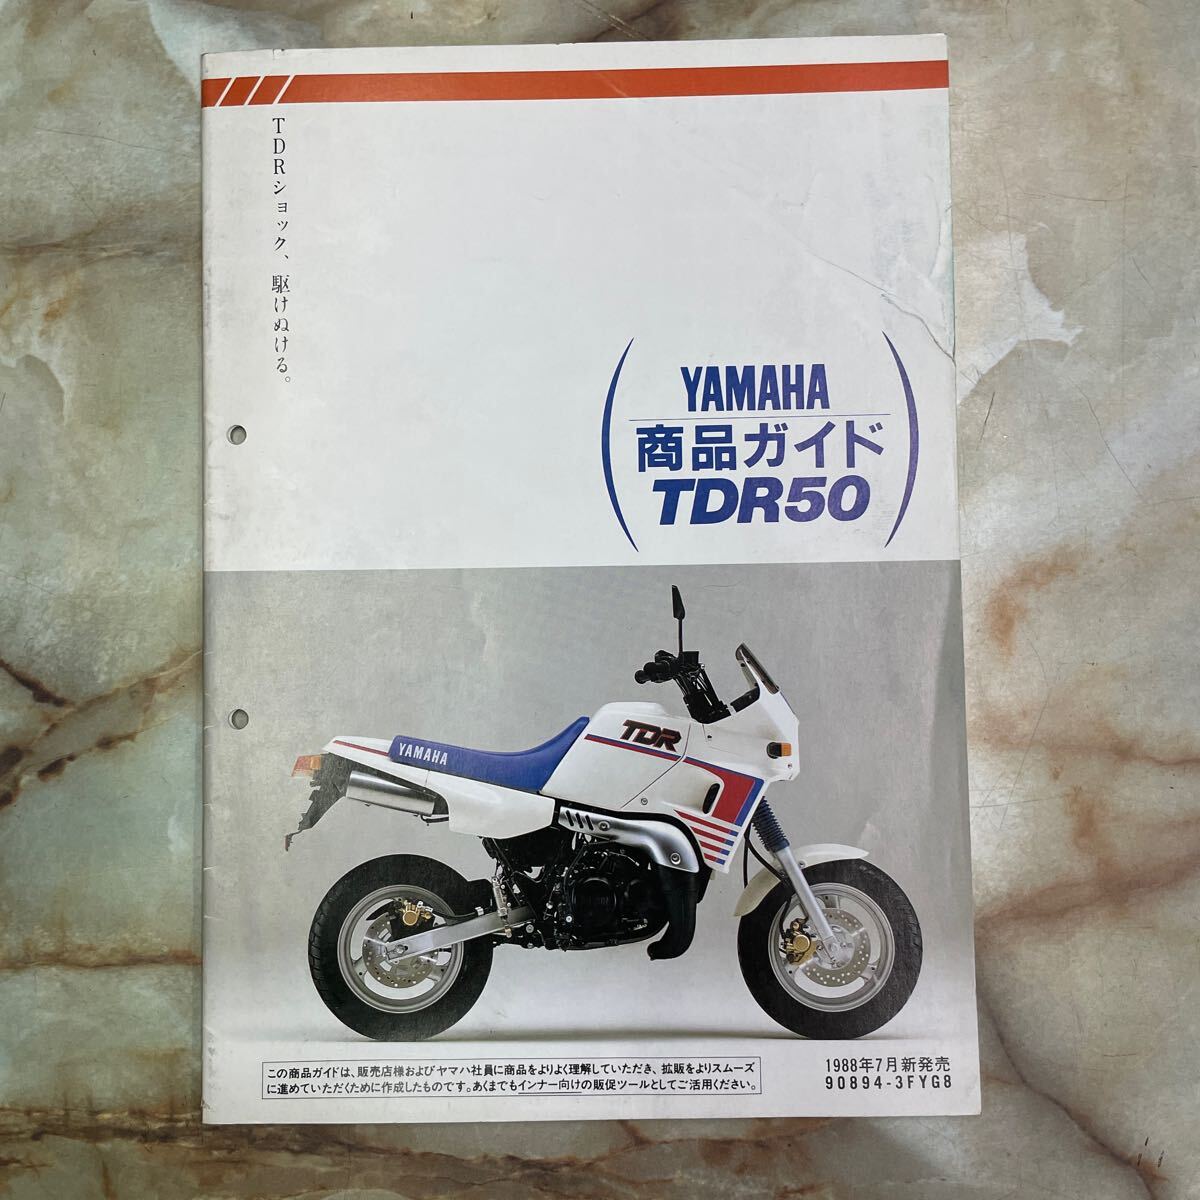 TDRショック、駆けぬける。
YAMAHA
商品ガイド
TDR50
TDR
YAMAHA
この商品ガイドは、販売店様およびヤマハ社員に商品をよりよく理解していただき、拡販をよりスムーズ
に進めていただくために作成したものです。あくまでもインナー向けの販促ツールとしてご活用ください。
1988年7月新発売
90894-3FYG8